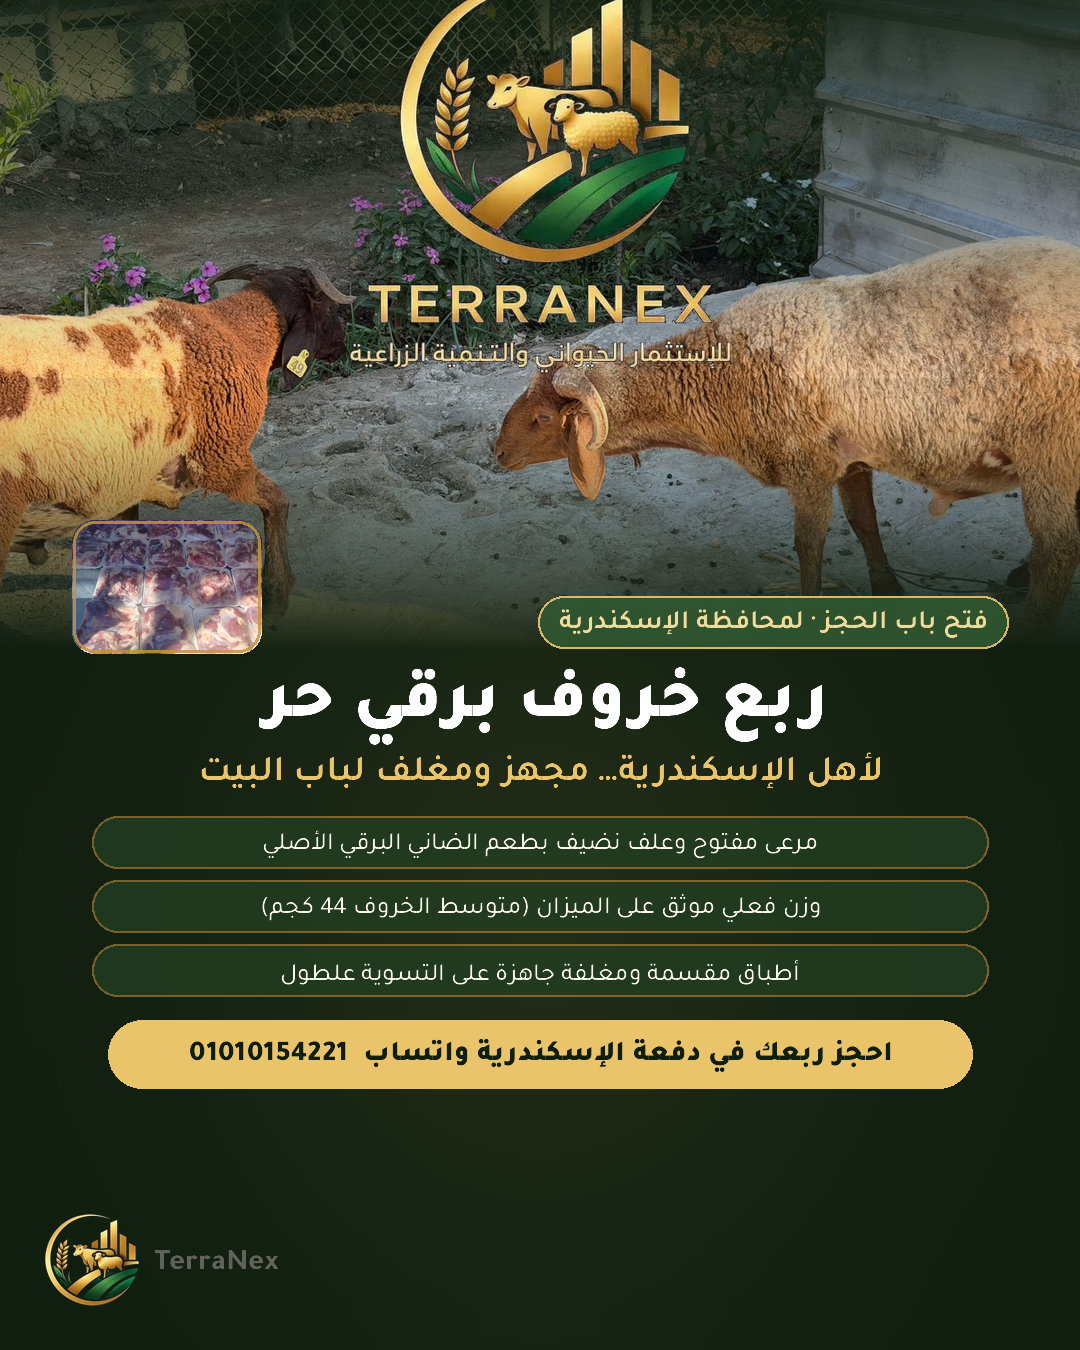 TERRANEX
للإستثمار الحيواني والتنمية الزراعية
49
فتح باب الحجز · لمحافظة الإسكندرية
ربع خروف برقي حر
لأهل الإسكندرية... مجهز ومغلف لباب البيت
مرعى مفتوح وعلف نضيف بطعم الضاني البرقي الأصلي
وزن فعلي موثق على الميزان (متوسط الخروف 44 كجم)
أطباق مقسمة ومغلفة جاهزة على التسوية علطول
احجز ربعك في دفعة الإسكندرية واتساب 01010154221
TerraNex